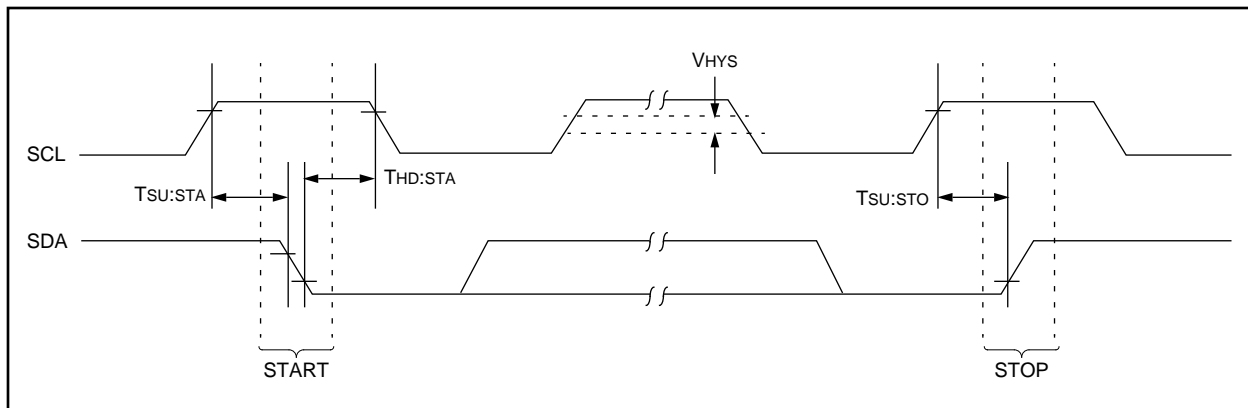 VHYS
SCL
TSU:STA
THD:STA
TSU:STO
SDA
START
STOP